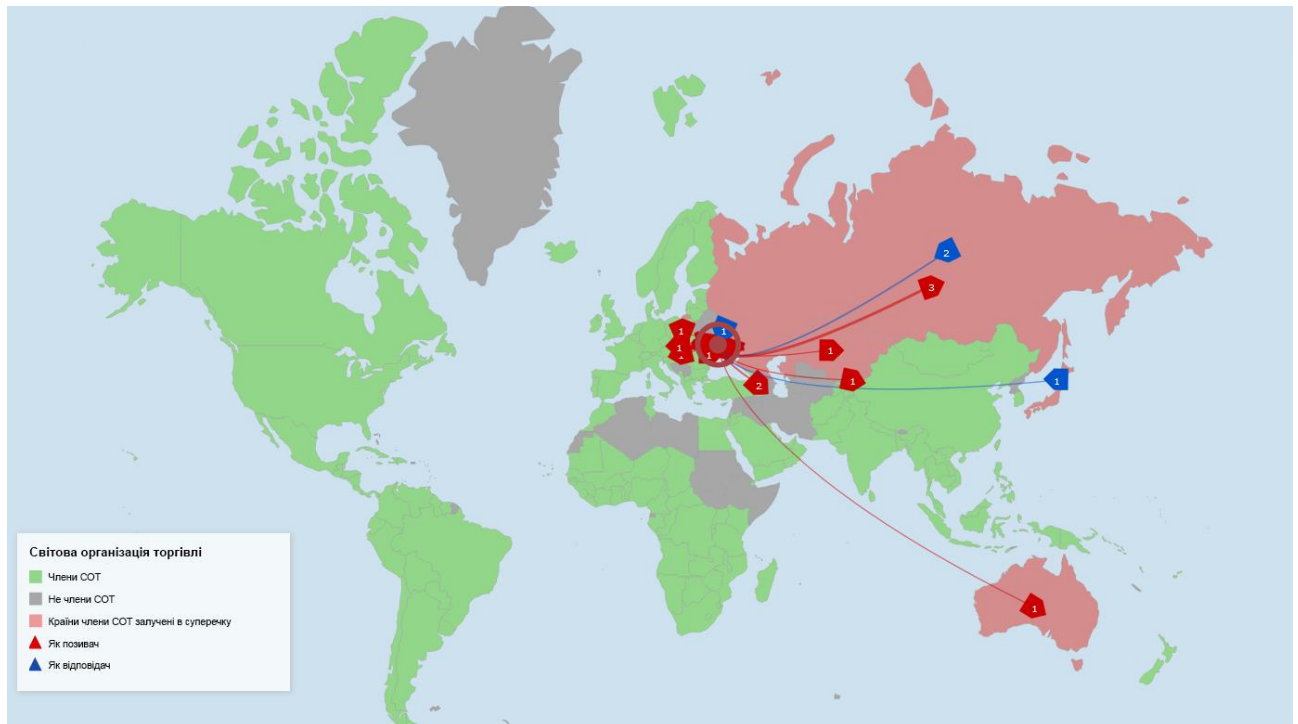 2
3
1
1
1
1
1
1
2
1
1
Світова організація торгівлі
Члени СОТ
Не члени СОТ
Країни члени СОТ залучені в суперечку
Як позивач
Як відповідач